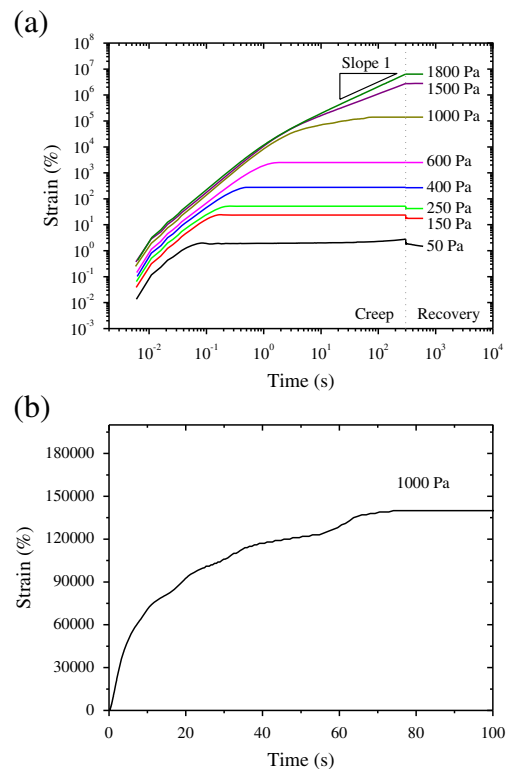 (a)
10^8
10^7
10^6
10^5
10^4
10^3
10^2
10^1
10^0
10^-1
10^-2
10^-3
Strain (%)
Slope 1
1800 Pa
1500 Pa
1000 Pa
600 Pa
400 Pa
250 Pa
150 Pa
50 Pa
Creep
Recovery
10^-2 10^-1 10^0 10^1 10^2 10^3 10^4
Time (s)
(b)
180000
150000
120000
90000
60000
30000
0
Strain (%)
1000 Pa
0 20 40 60 80 100
Time (s)